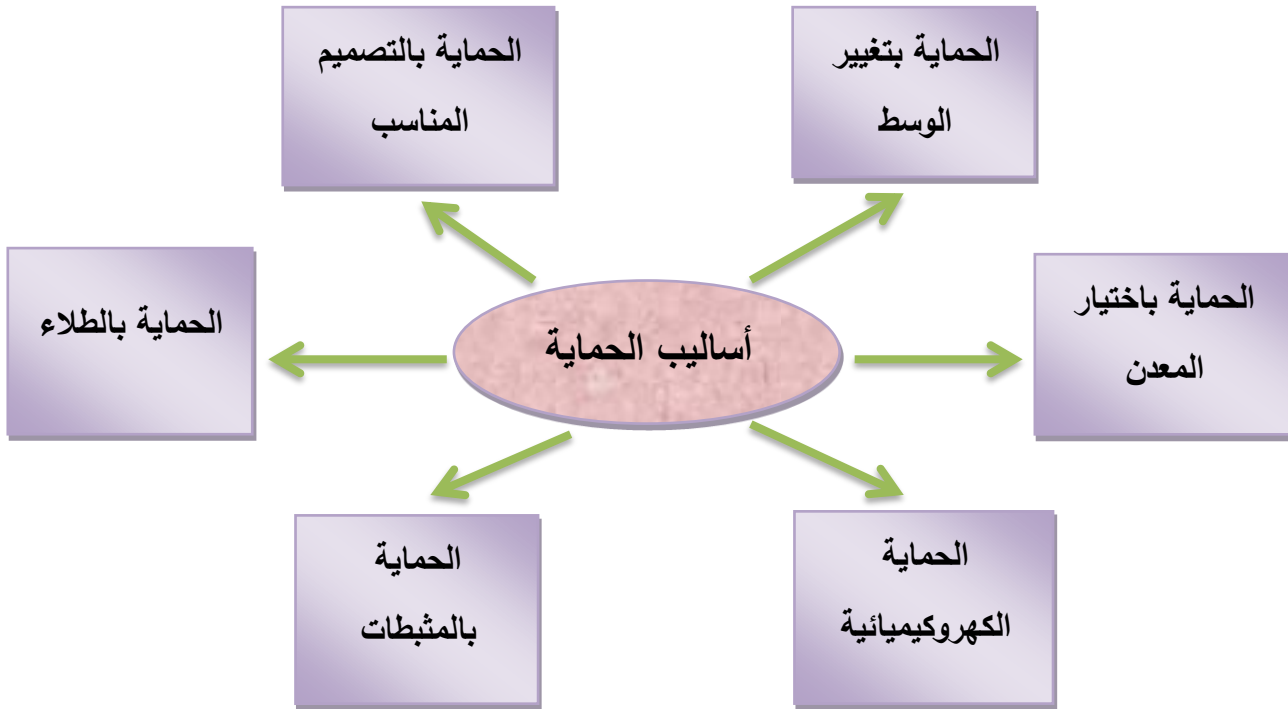 الحماية بتغيير
الوسط
الحماية بالتصميم
المناسب
الحماية باختيار
المعدن
أساليب الحماية
الحماية بالطلاء
الحماية
الكهروكيميائية
الحماية
بالمثبطات